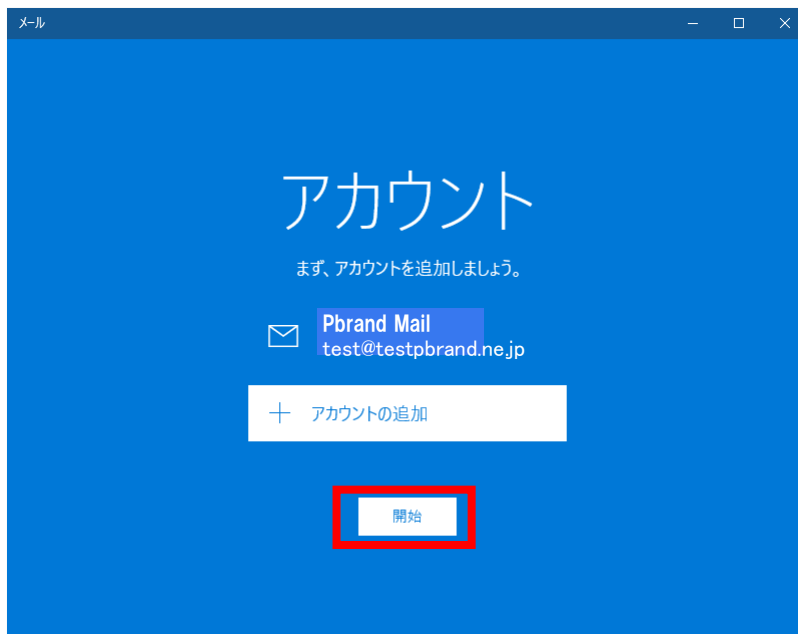 メール
アカウント
まず、アカウントを追加しましょう。
Pbrand Mail
test@testpbrand.ne.jp
アカウントの追加
開始